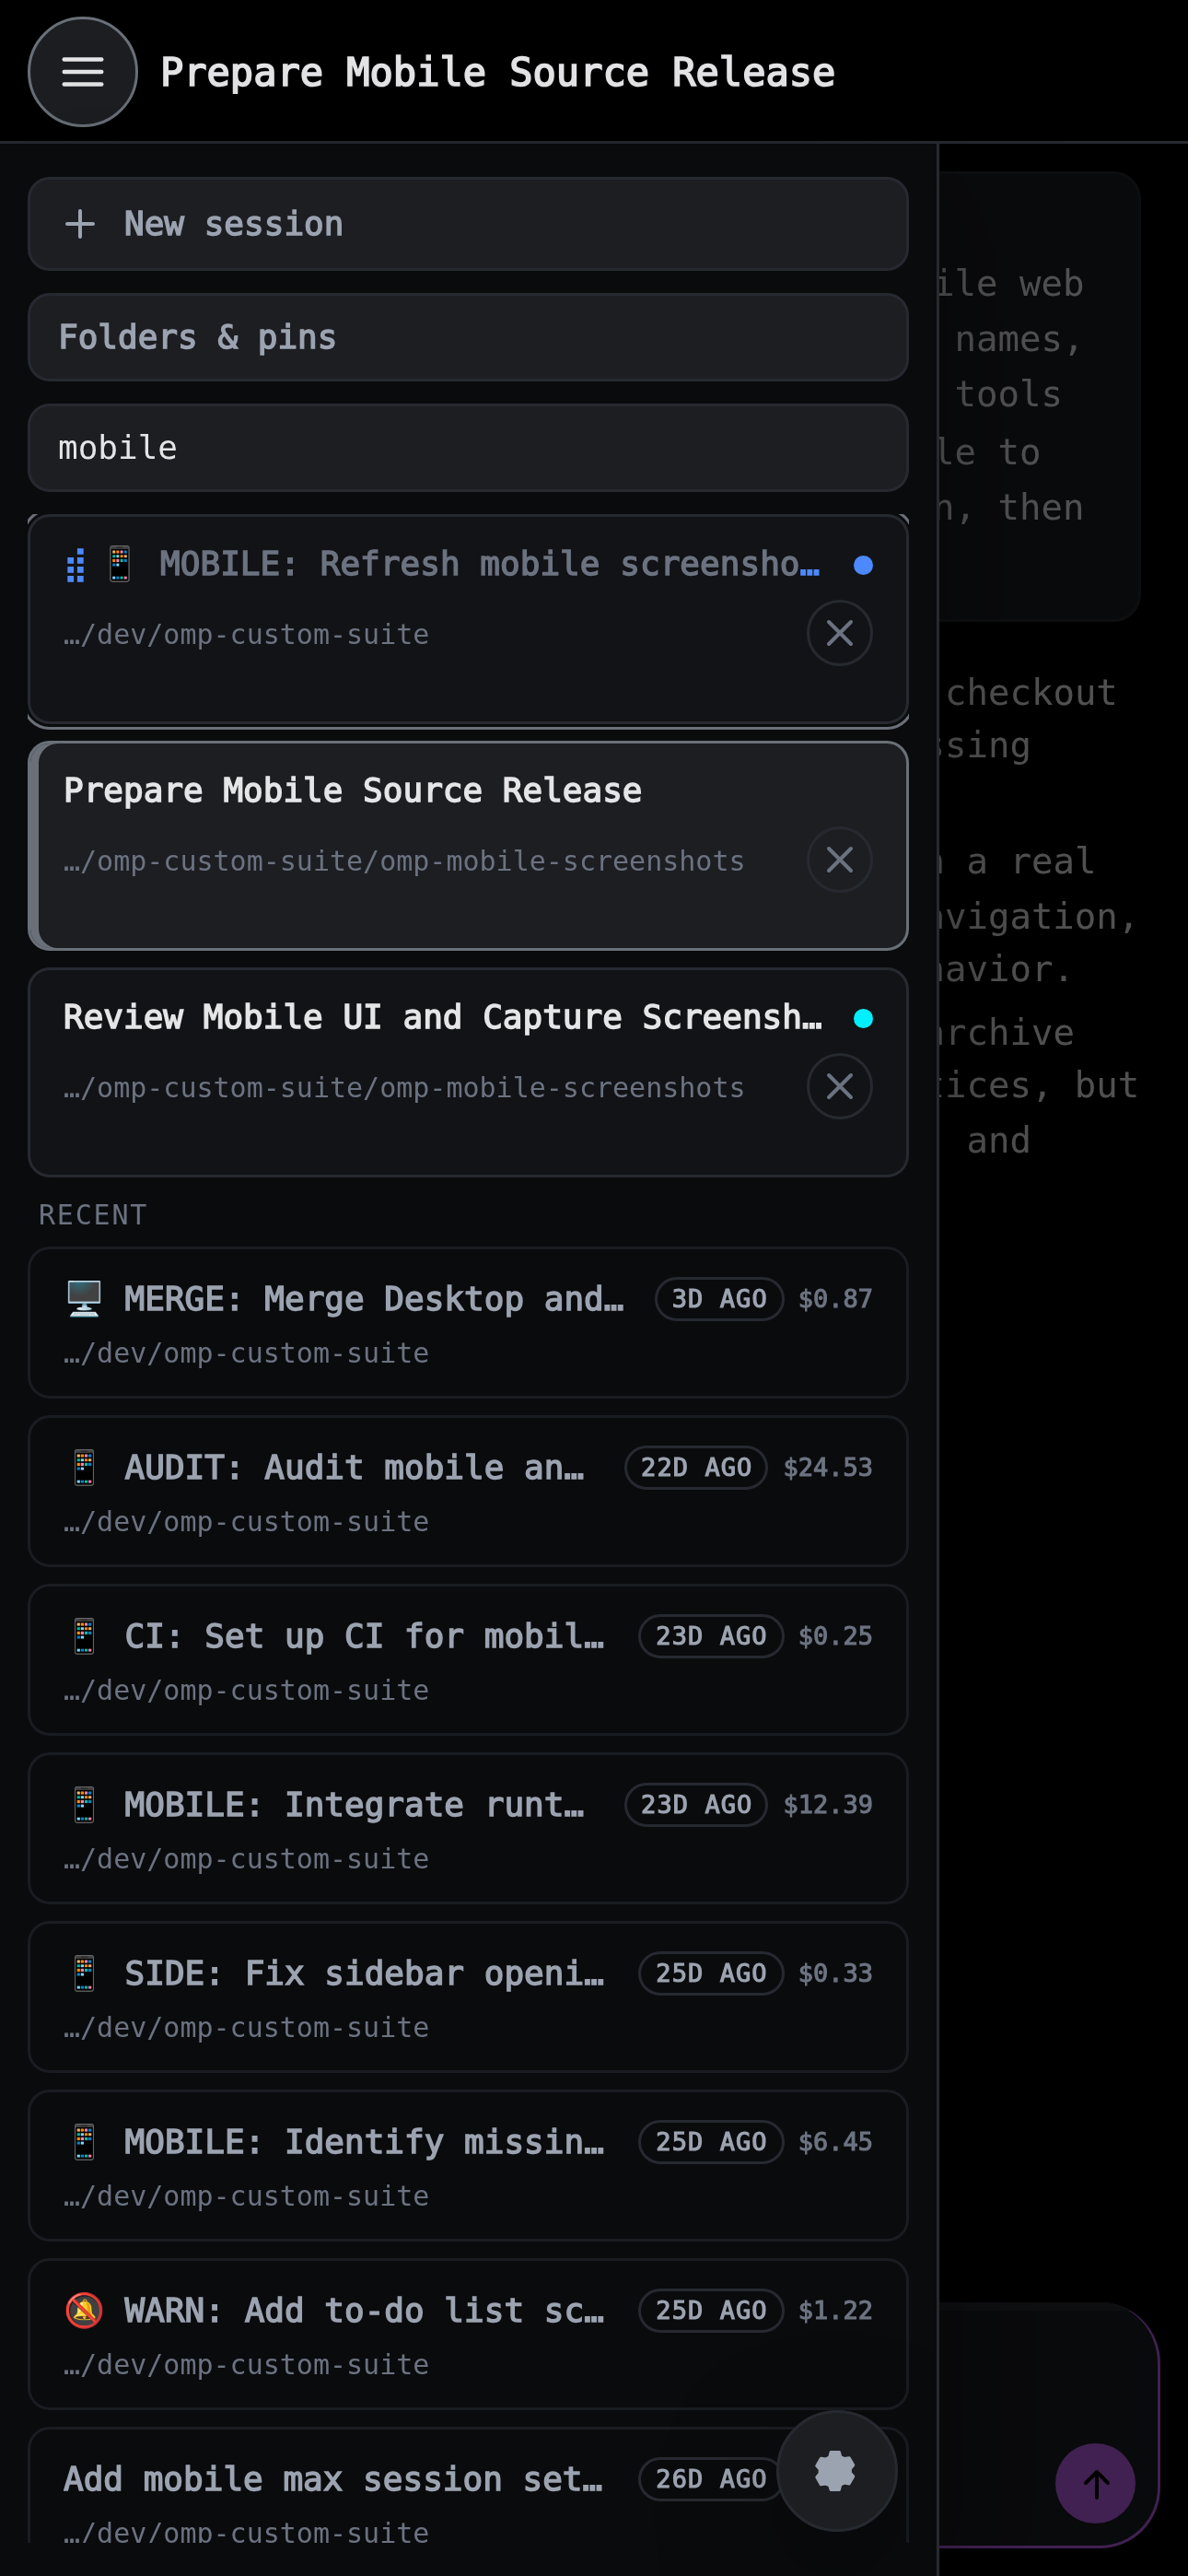 Prepare Mobile Source Release
New session
Folders & pins
mobile
MOBILE: Refresh mobile screensho…
…/dev/omp-custom-suite
Prepare Mobile Source Release
…/omp-custom-suite/omp-mobile-screenshots
Review Mobile UI and Capture Screensh…
…/omp-custom-suite/omp-mobile-screenshots
RECENT
MERGE: Merge Desktop and… 3D AGO $0.87
…/dev/omp-custom-suite
AUDIT: Audit mobile an… 22D AGO $24.53
…/dev/omp-custom-suite
CI: Set up CI for mobil… 23D AGO $0.25
…/dev/omp-custom-suite
MOBILE: Integrate runt… 23D AGO $12.39
…/dev/omp-custom-suite
SIDE: Fix sidebar openi… 25D AGO $0.33
…/dev/omp-custom-suite
MOBILE: Identify missin… 25D AGO $6.45
…/dev/omp-custom-suite
WARN: Add to-do list sc… 25D AGO $1.22
…/dev/omp-custom-suite
Add mobile max session set… 26D AGO
…/dev/omp-custom-suite
web
names,
tools
to
then
checkout
a real
and
but